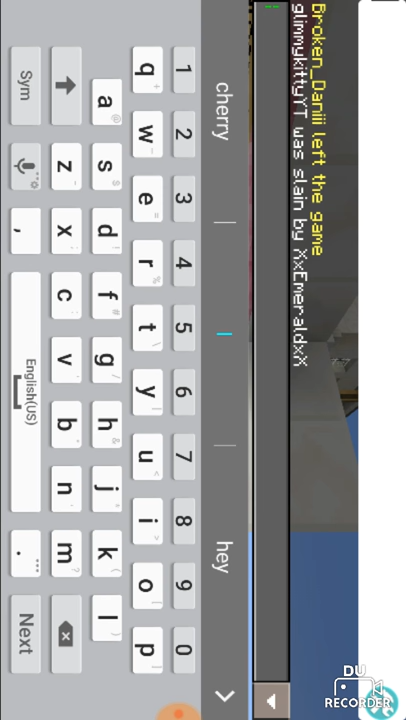 Broken_Daniii left the game
glimmykittyYT was slain by XxEmeraldxX
cherry I hey
1 2 3 4 5 6 7 8 9 0
q w e r t y u i o p
a s d f g h j k l
z x c v b n m
Sym , English(US) . Next
DU
RECORDER